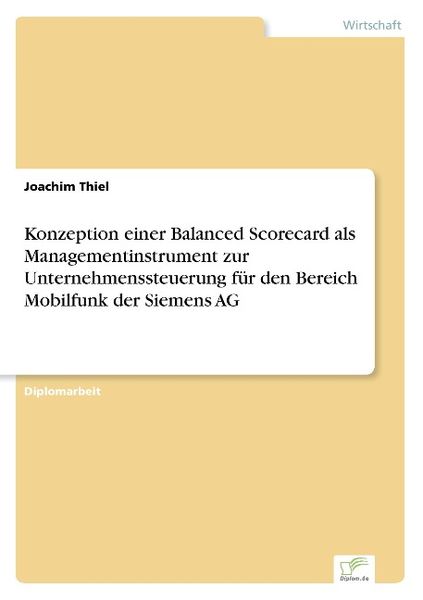 Wirtschaft
Joachim Thiel
Konzeption einer Balanced Scorecard als
Managementinstrument zur
Unternehmenssteuerung für den Bereich
Mobilfunk der Siemens AG
Diplomarbeit
Diplom.de